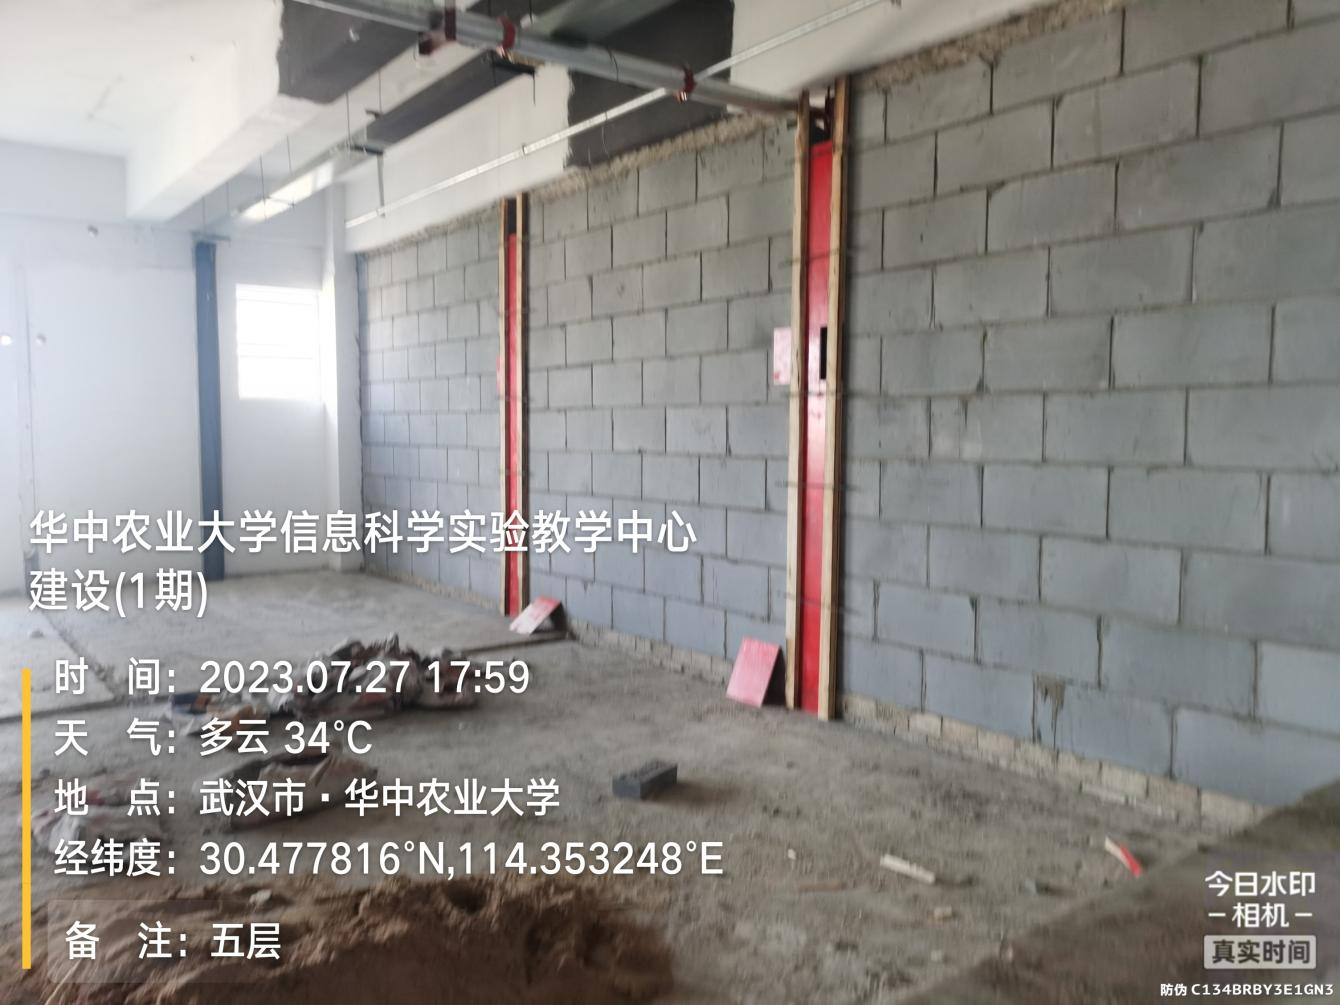 华中农业大学信息科学实验教学中心
建设(1期)
时 间：2023.07.27 17:59
天 气：多云 34℃
地 点：武汉市·华中农业大学
经纬度：30.477816°N,114.353248°E
备 注：五层
今日水印
相机
真实时间
防伪 C134BRBY3E1GN3